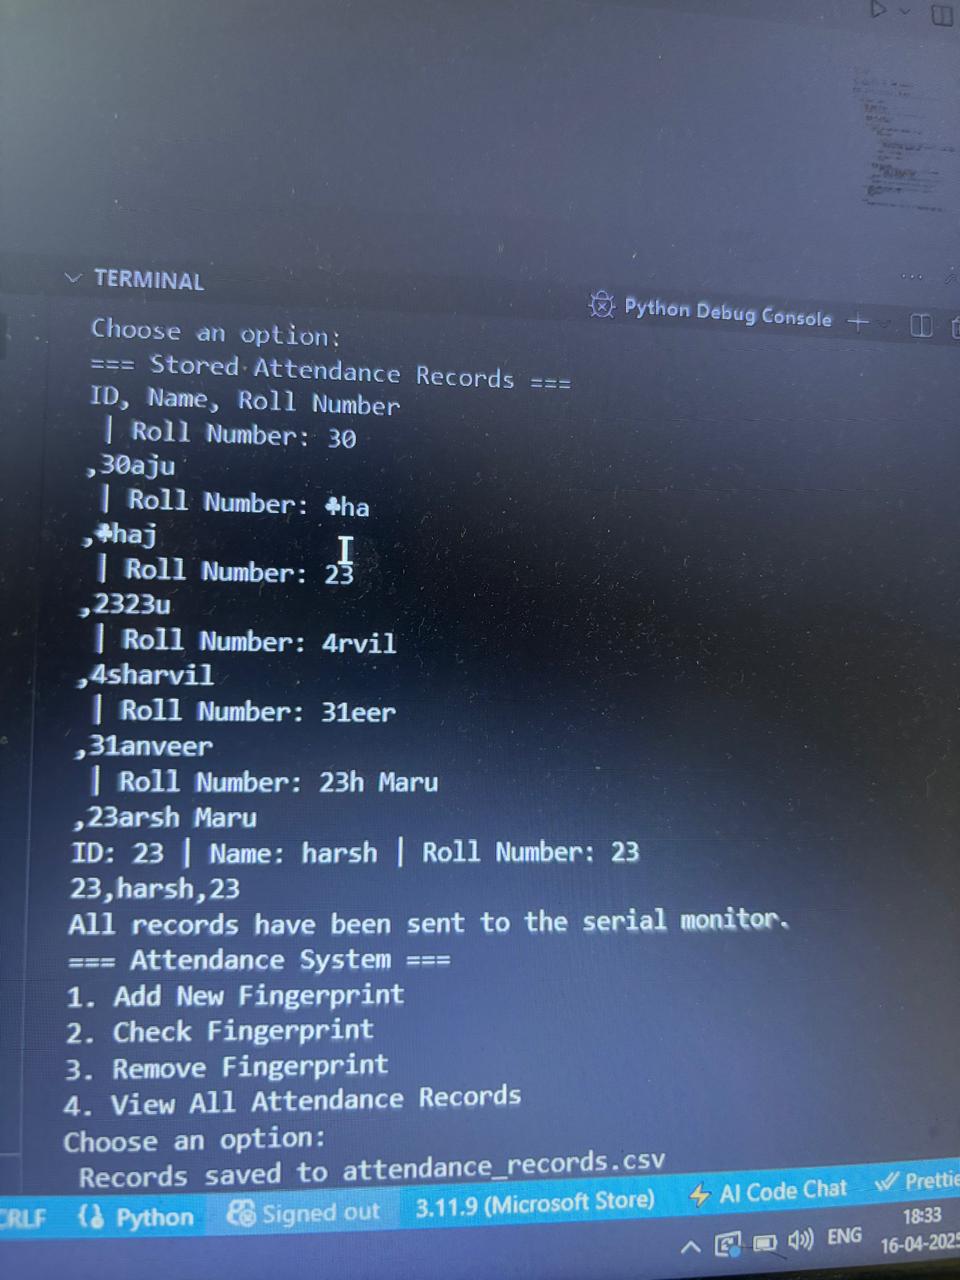 TERMINAL
Python Debug Console
Choose an option:
=== Stored Attendance Records ===
ID, Name, Roll Number
| Roll Number: 30
,30aju
| Roll Number: ♣ha
,♣haj
| Roll Number: 23
,2323u
| Roll Number: 4rvil
,4sharvil
| Roll Number: 31eer
,31anveer
| Roll Number: 23h Maru
,23arsh Maru
ID: 23 | Name: harsh | Roll Number: 23
23,harsh,23
All records have been sent to the serial monitor.
=== Attendance System ===
1. Add New Fingerprint
2. Check Fingerprint
3. Remove Fingerprint
4. View All Attendance Records
Choose an option:
Records saved to attendance_records.csv
CRLF {} Python Signed out 3.11.9 (Microsoft Store) AI Code Chat Prettie
ENG 18:33
16-04-2025